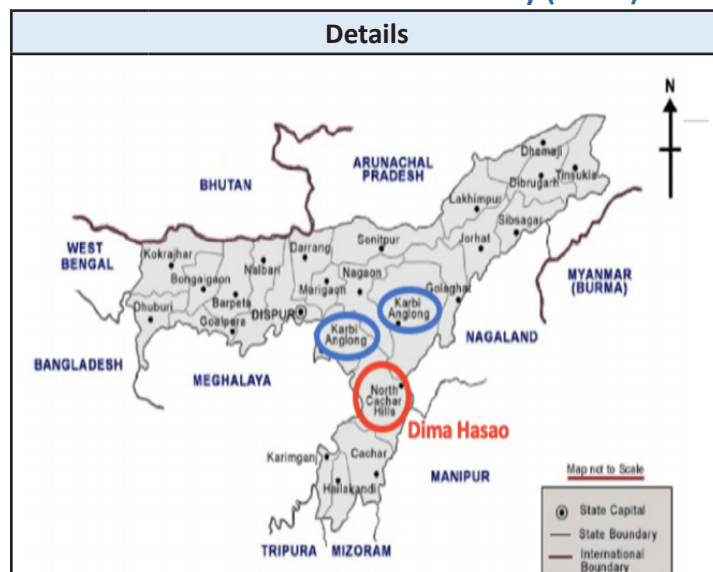 Details
N
ARUNACHAL
PRADESH
BHUTAN
Dhemaji
Dibrugarh
Tinsukia
Lakhimpur
Sibsagar
WEST
BENGAL
Kokrajhar
Darrang
Sonitpur
Jorhat
Bongaigaon
Nalbari
Nagaon
Marigaon
Golaghat
MYANMAR
(BURMA)
Dhuburi
Barpeta
Goalpara
DISPUR
Karbi
Anglong
Karbi
Anglong
NAGALAND
BANGLADESH
MEGHALAYA
North
Cachar
Hills
Dima Hasao
Karimganj
Cachar
Hailakandi
MANIPUR
TRIPURA
MIZORAM
Map not to Scale
State Capital
State Boundary
International
Boundary